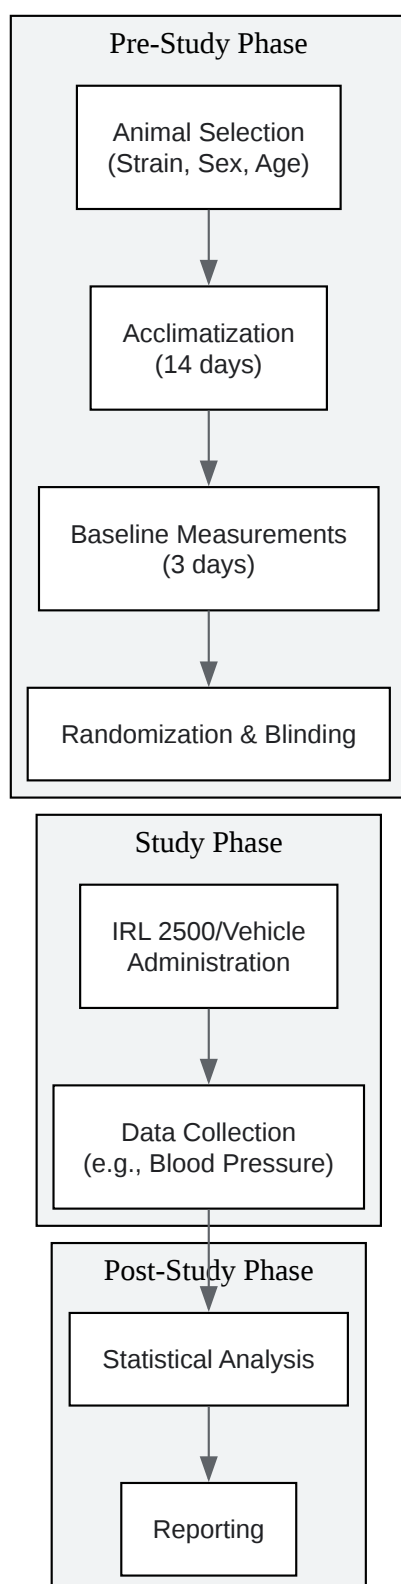 Pre-Study Phase
Animal Selection
(Strain, Sex, Age)
Acclimatization
(14 days)
Baseline Measurements
(3 days)
Randomization & Blinding
Study Phase
IRL 2500/Vehicle
Administration
Data Collection
(e.g., Blood Pressure)
Post-Study Phase
Statistical Analysis
Reporting